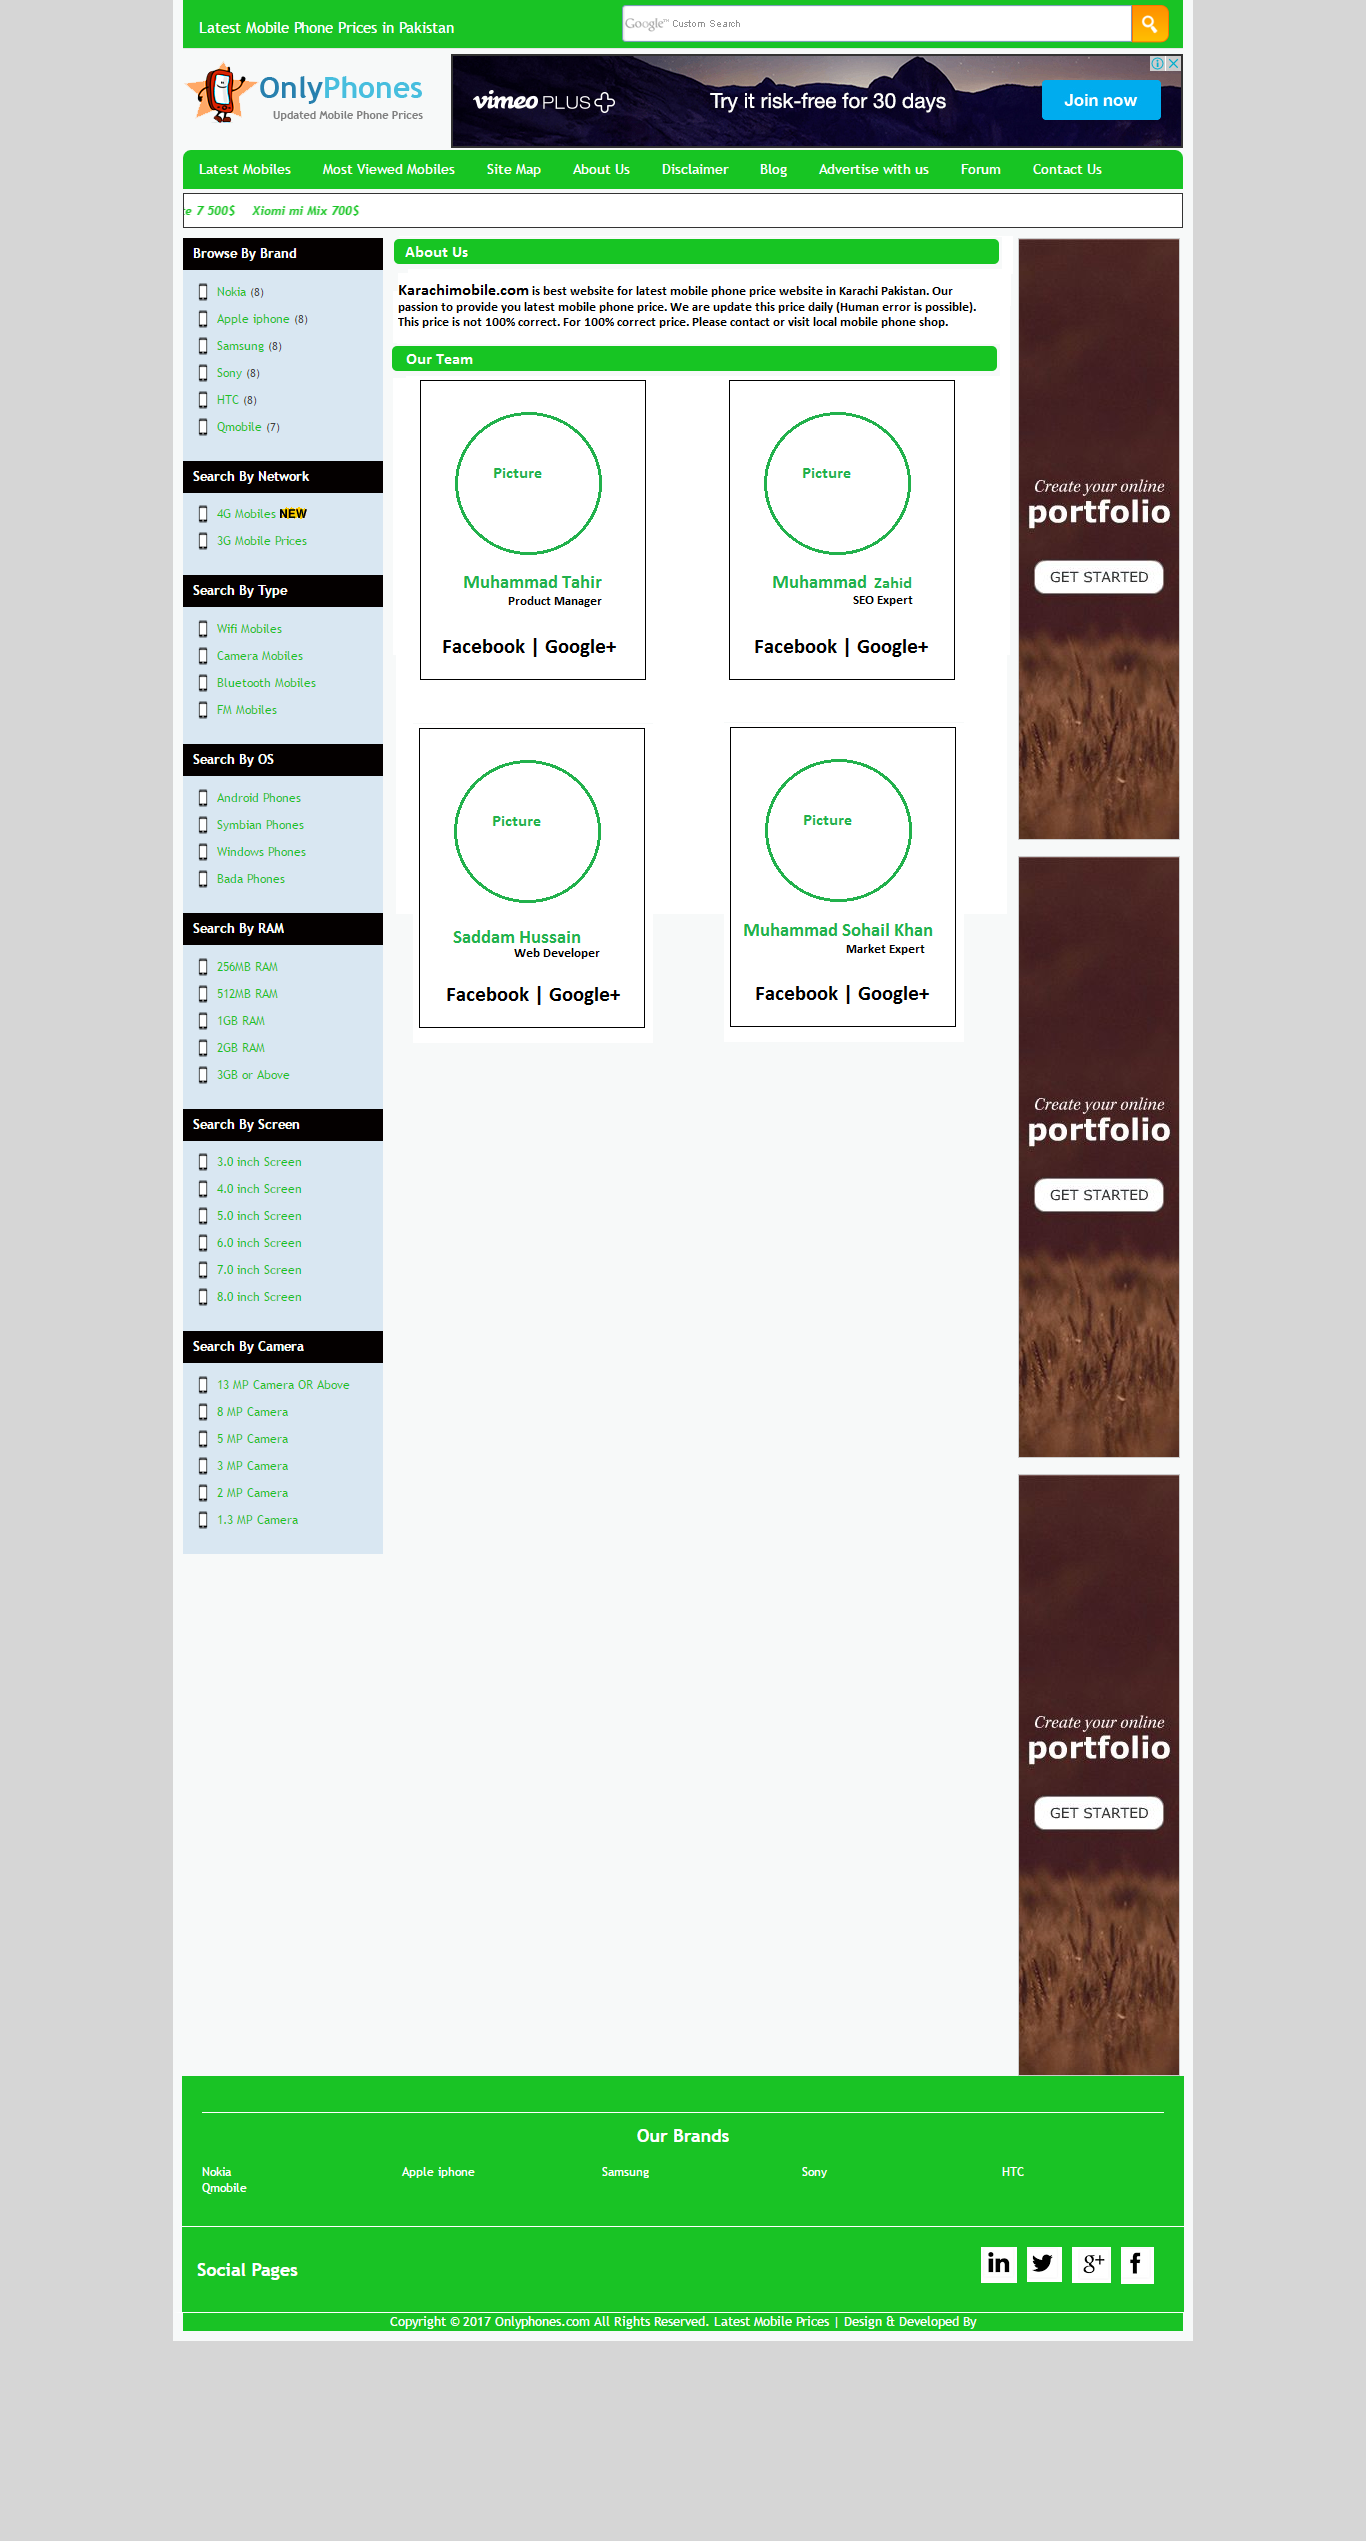 Latest Mobile Phone Prices in Pakistan
Google™ Custom Search
OnlyPhones
Updated Mobile Phone Prices
vimeo PLUS+
Try it risk-free for 30 days
Join now
Latest Mobiles
Most Viewed Mobiles
Site Map
About Us
Disclaimer
Blog
Advertise with us
Forum
Contact Us
7 500$ Xiomi mi Mix 700$
Browse By Brand
Nokia (8)
Apple iphone (8)
Samsung (8)
Sony (8)
HTC (8)
Qmobile (7)
Search By Network
4G Mobiles NEW
3G Mobile Prices
Search By Type
Wifi Mobiles
Camera Mobiles
Bluetooth Mobiles
FM Mobiles
Search By OS
Android Phones
Symbian Phones
Windows Phones
Bada Phones
Search By RAM
256MB RAM
512MB RAM
1GB RAM
2GB RAM
3GB or Above
Search By Screen
3.0 inch Screen
4.0 inch Screen
5.0 inch Screen
6.0 inch Screen
7.0 inch Screen
8.0 inch Screen
Search By Camera
13 MP Camera OR Above
8 MP Camera
5 MP Camera
3 MP Camera
2 MP Camera
1.3 MP Camera
About Us
Karachimobile.com is best website for latest mobile phone price website in Karachi Pakistan. Our
passion to provide you latest mobile phone price. We are update this price daily (Human error is possible).
This price is not 100% correct. For 100% correct price. Please contact or visit local mobile phone shop.
Our Team
Picture
Muhammad Tahir
Product Manager
Facebook | Google+
Picture
Muhammad Zahid
SEO Expert
Facebook | Google+
Picture
Saddam Hussain
Web Developer
Facebook | Google+
Picture
Muhammad Sohail Khan
Market Expert
Facebook | Google+
Create your online
portfolio
GET STARTED
Create your online
portfolio
GET STARTED
Create your online
portfolio
GET STARTED
Our Brands
Nokia
Apple iphone
Samsung
Sony
HTC
Qmobile
Social Pages
in
g+
f
Copyright © 2017 Onlyphones.com All Rights Reserved. Latest Mobile Prices | Design & Developed By